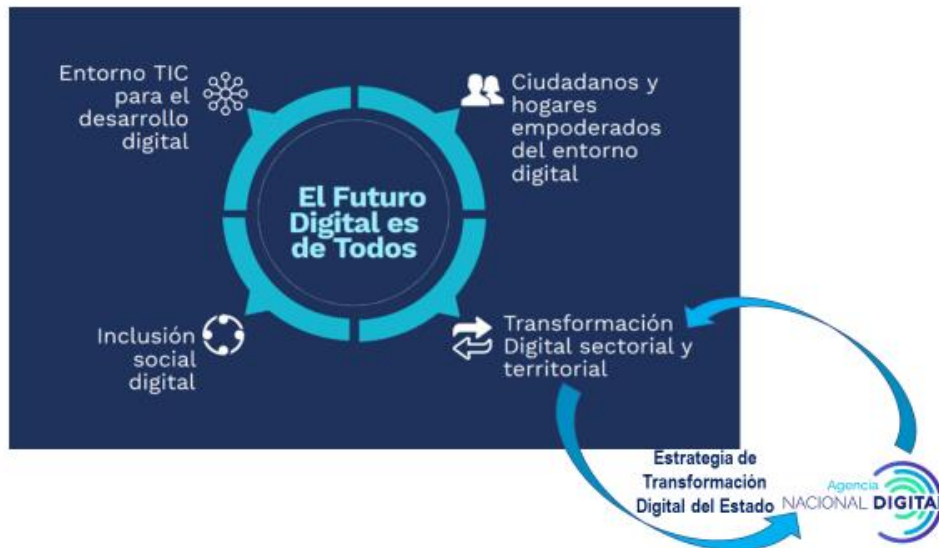 Entorno TIC
para el
desarrollo
digital
Ciudadanos y
hogares
empoderados
del entorno
digital
El Futuro
Digital es
de Todos
Inclusión
social
digital
Transformación
Digital sectorial y
territorial
Estrategia de
Transformación
Digital del Estado
Agencia
NACIONAL DIGITAL